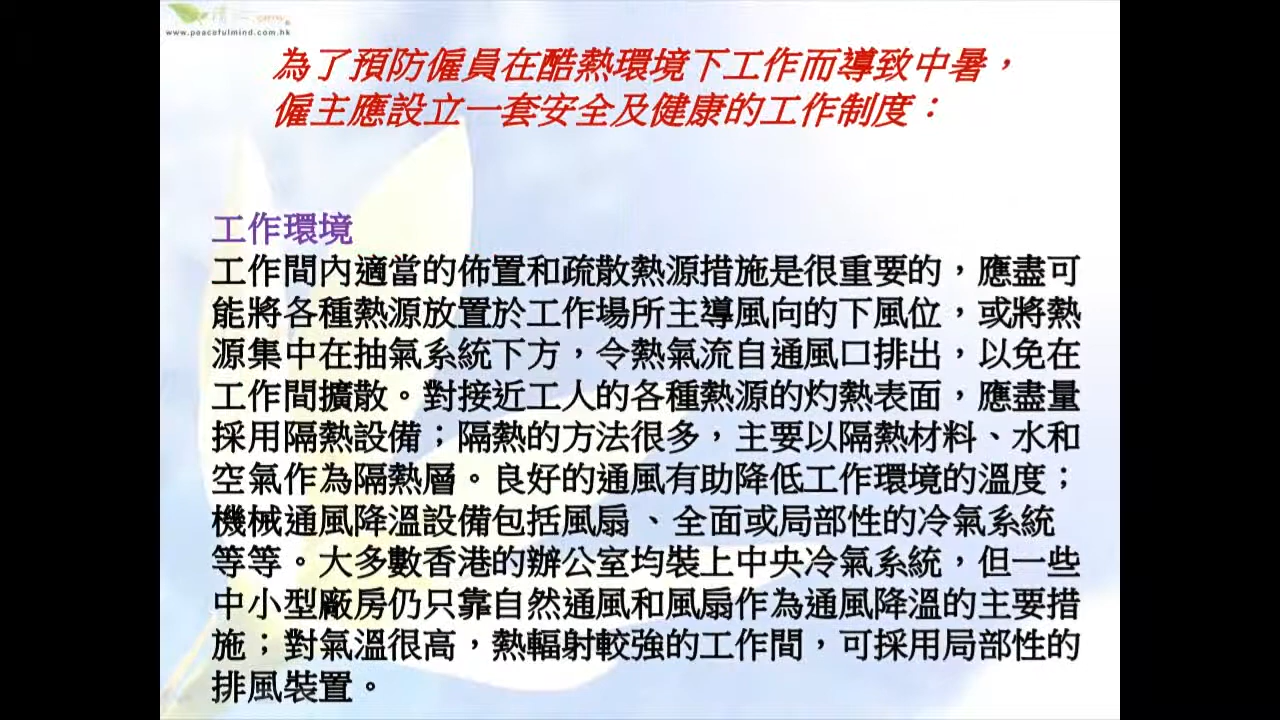 www.peacefulmind.com.hk
為了預防僱員在酷熱環境下工作而導致中暑，
僱主應設立一套安全及健康的工作制度：
工作環境
工作間內適當的佈置和疏散熱源措施是很重要的，應盡可
能將各種熱源放置於工作場所主導風向的下風位，或將熱
源集中在抽氣系統下方，令熱氣流自通風口排出，以免在
工作間擴散。對接近工人的各種熱源的灼熱表面，應盡量
採用隔熱設備；隔熱的方法很多，主要以隔熱材料、水和
空氣作為隔熱層。良好的通風有助降低工作環境的溫度；
機械通風降溫設備包括風扇 、全面或局部性的冷氣系統
等等。大多數香港的辦公室均裝上中央冷氣系統，但一些
中小型廠房仍只靠自然通風和風扇作為通風降溫的主要措
施；對氣溫很高，熱輻射較強的工作間，可採用局部性的
排風裝置。